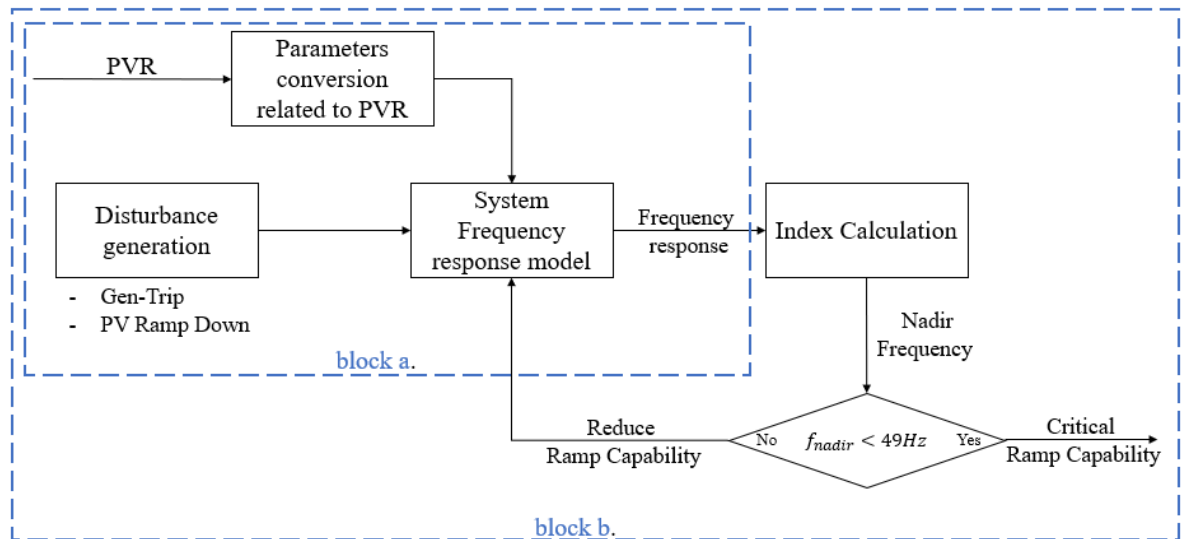 PVR
Parameters
conversion
related to PVR
Disturbance
generation
- Gen-Trip
- PV Ramp Down
System
Frequency
response model
Frequency
response
Index Calculation
block a.
Nadir
Frequency
Reduce
Ramp Capability
No
f_nadir < 49Hz
Yes
Critical
Ramp Capability
block b.